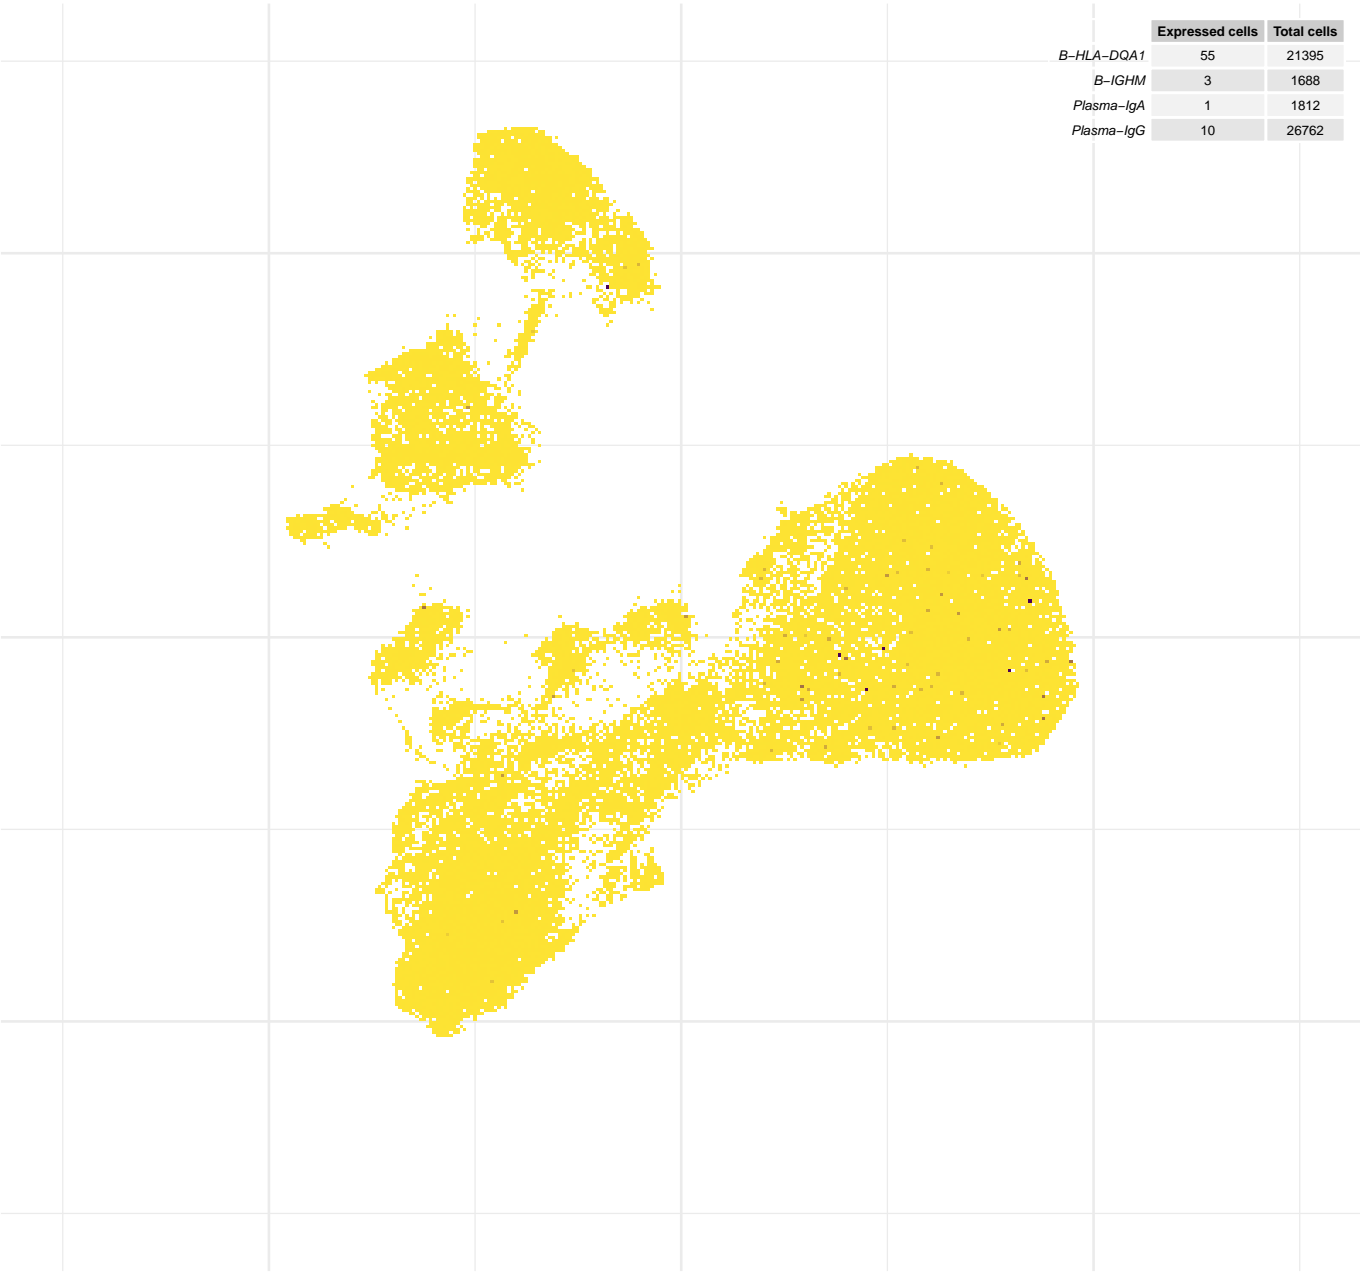 Expressed cells Total cells
B−HLA−DQA1 55 21395
B−IGHM 3 1688
Plasma−IgA 1 1812
Plasma−IgG 10 26762